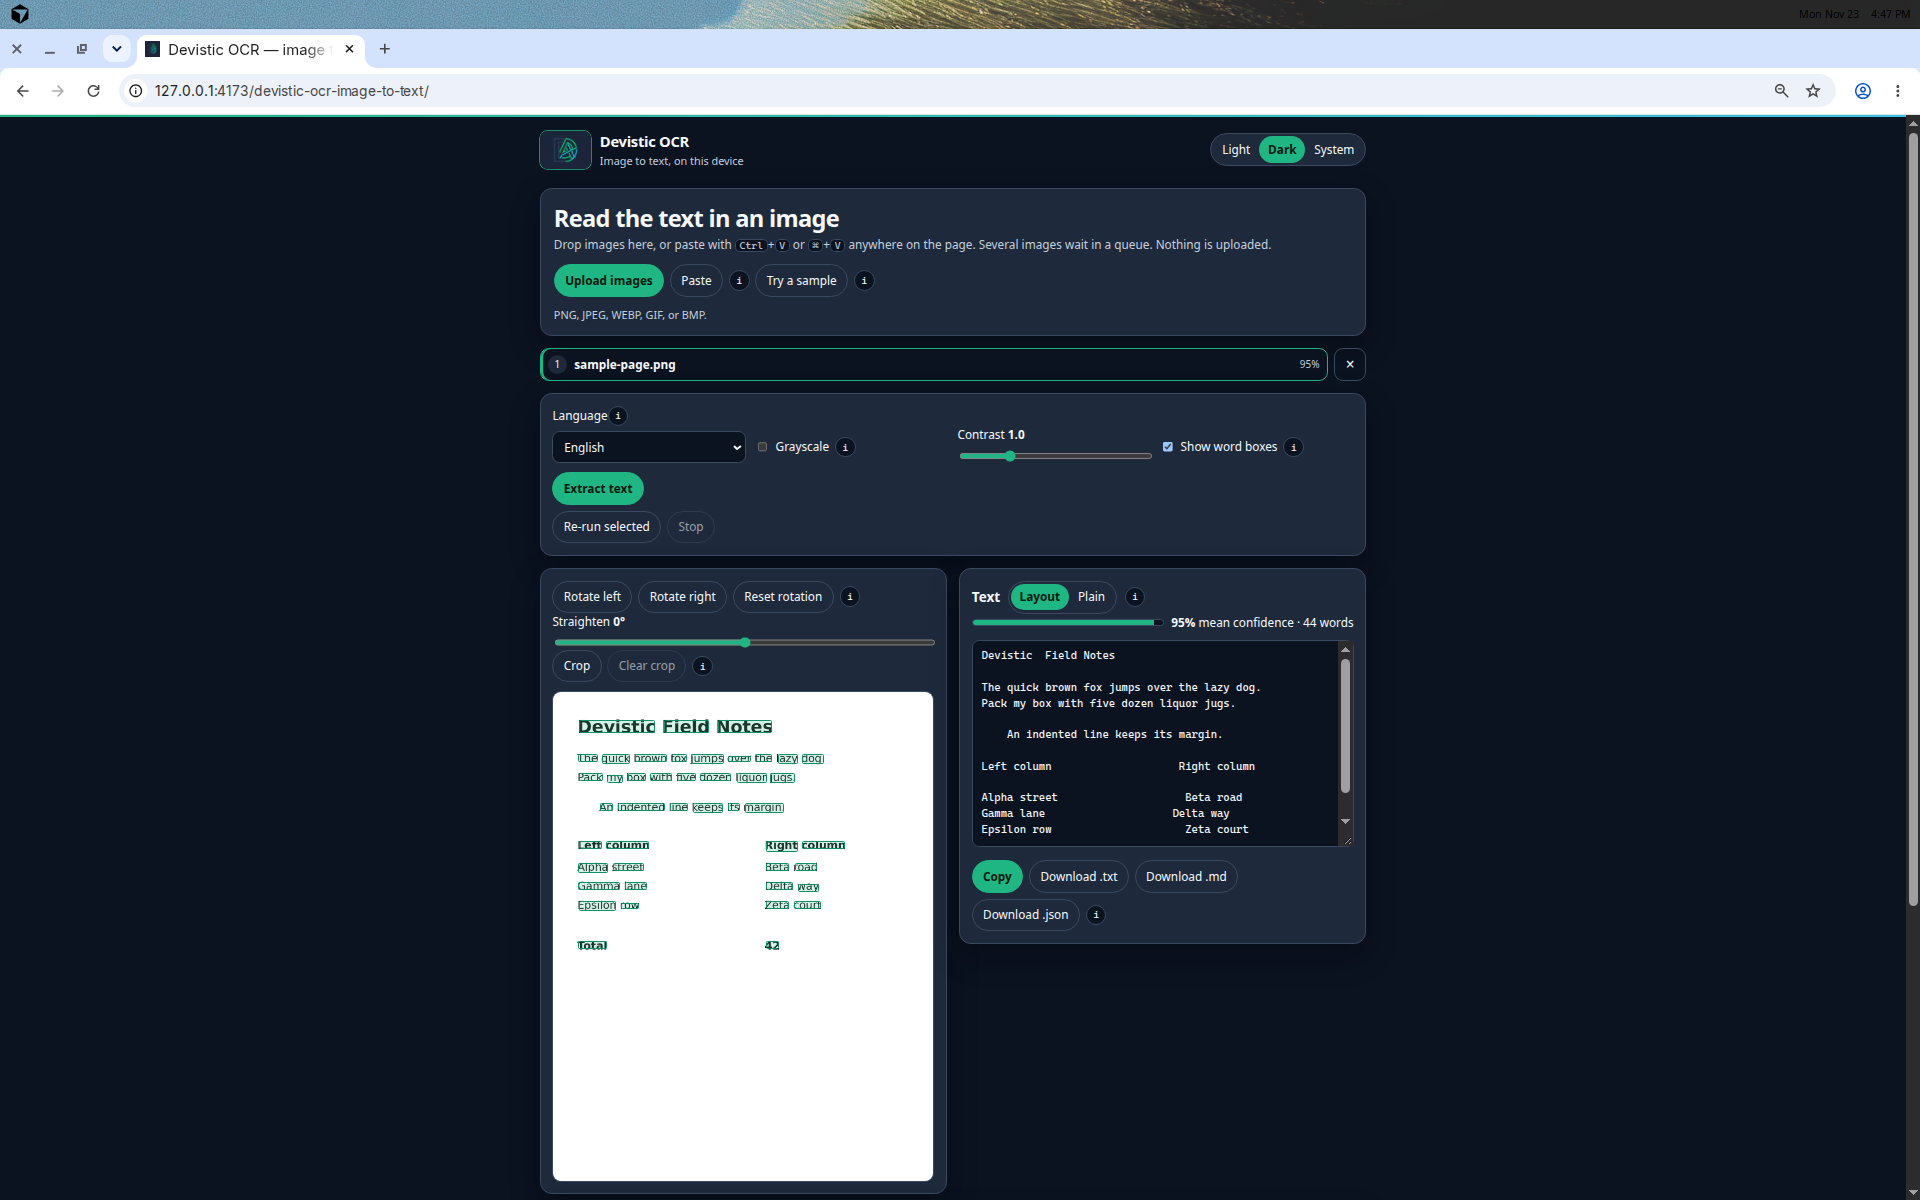 Mon Nov 23 4:47 PM
Devistic OCR — image t
127.0.0.1:4173/devistic-ocr-image-to-text/
Devistic OCR
Image to text, on this device
Light Dark System
Read the text in an image
Drop images here, or paste with Ctrl+V or ⌘+V anywhere on the page. Several images wait in a queue. Nothing is uploaded.
Upload images Paste i Try a sample i
PNG, JPEG, WEBP, GIF, or BMP.
1 sample-page.png 95% ×
Language i
English Grayscale i Contrast 1.0 Show word boxes i
Extract text
Re-run selected Stop
Rotate left Rotate right Reset rotation i
Straighten 0°
Crop Clear crop i
Devistic Field Notes
The quick brown fox jumps over the lazy dog.
Pack my box with five dozen liquor jugs.
An indented line keeps its margin.
Left column Right column
Alpha street Beta road
Gamma lane Delta way
Epsilon row Zeta court
Total 42
Text Layout Plain i
95% mean confidence · 44 words
Devistic Field Notes
The quick brown fox jumps over the lazy dog.
Pack my box with five dozen liquor jugs.
An indented line keeps its margin.
Left column Right column
Alpha street Beta road
Gamma lane Delta way
Epsilon row Zeta court
Copy Download .txt Download .md
Download .json i